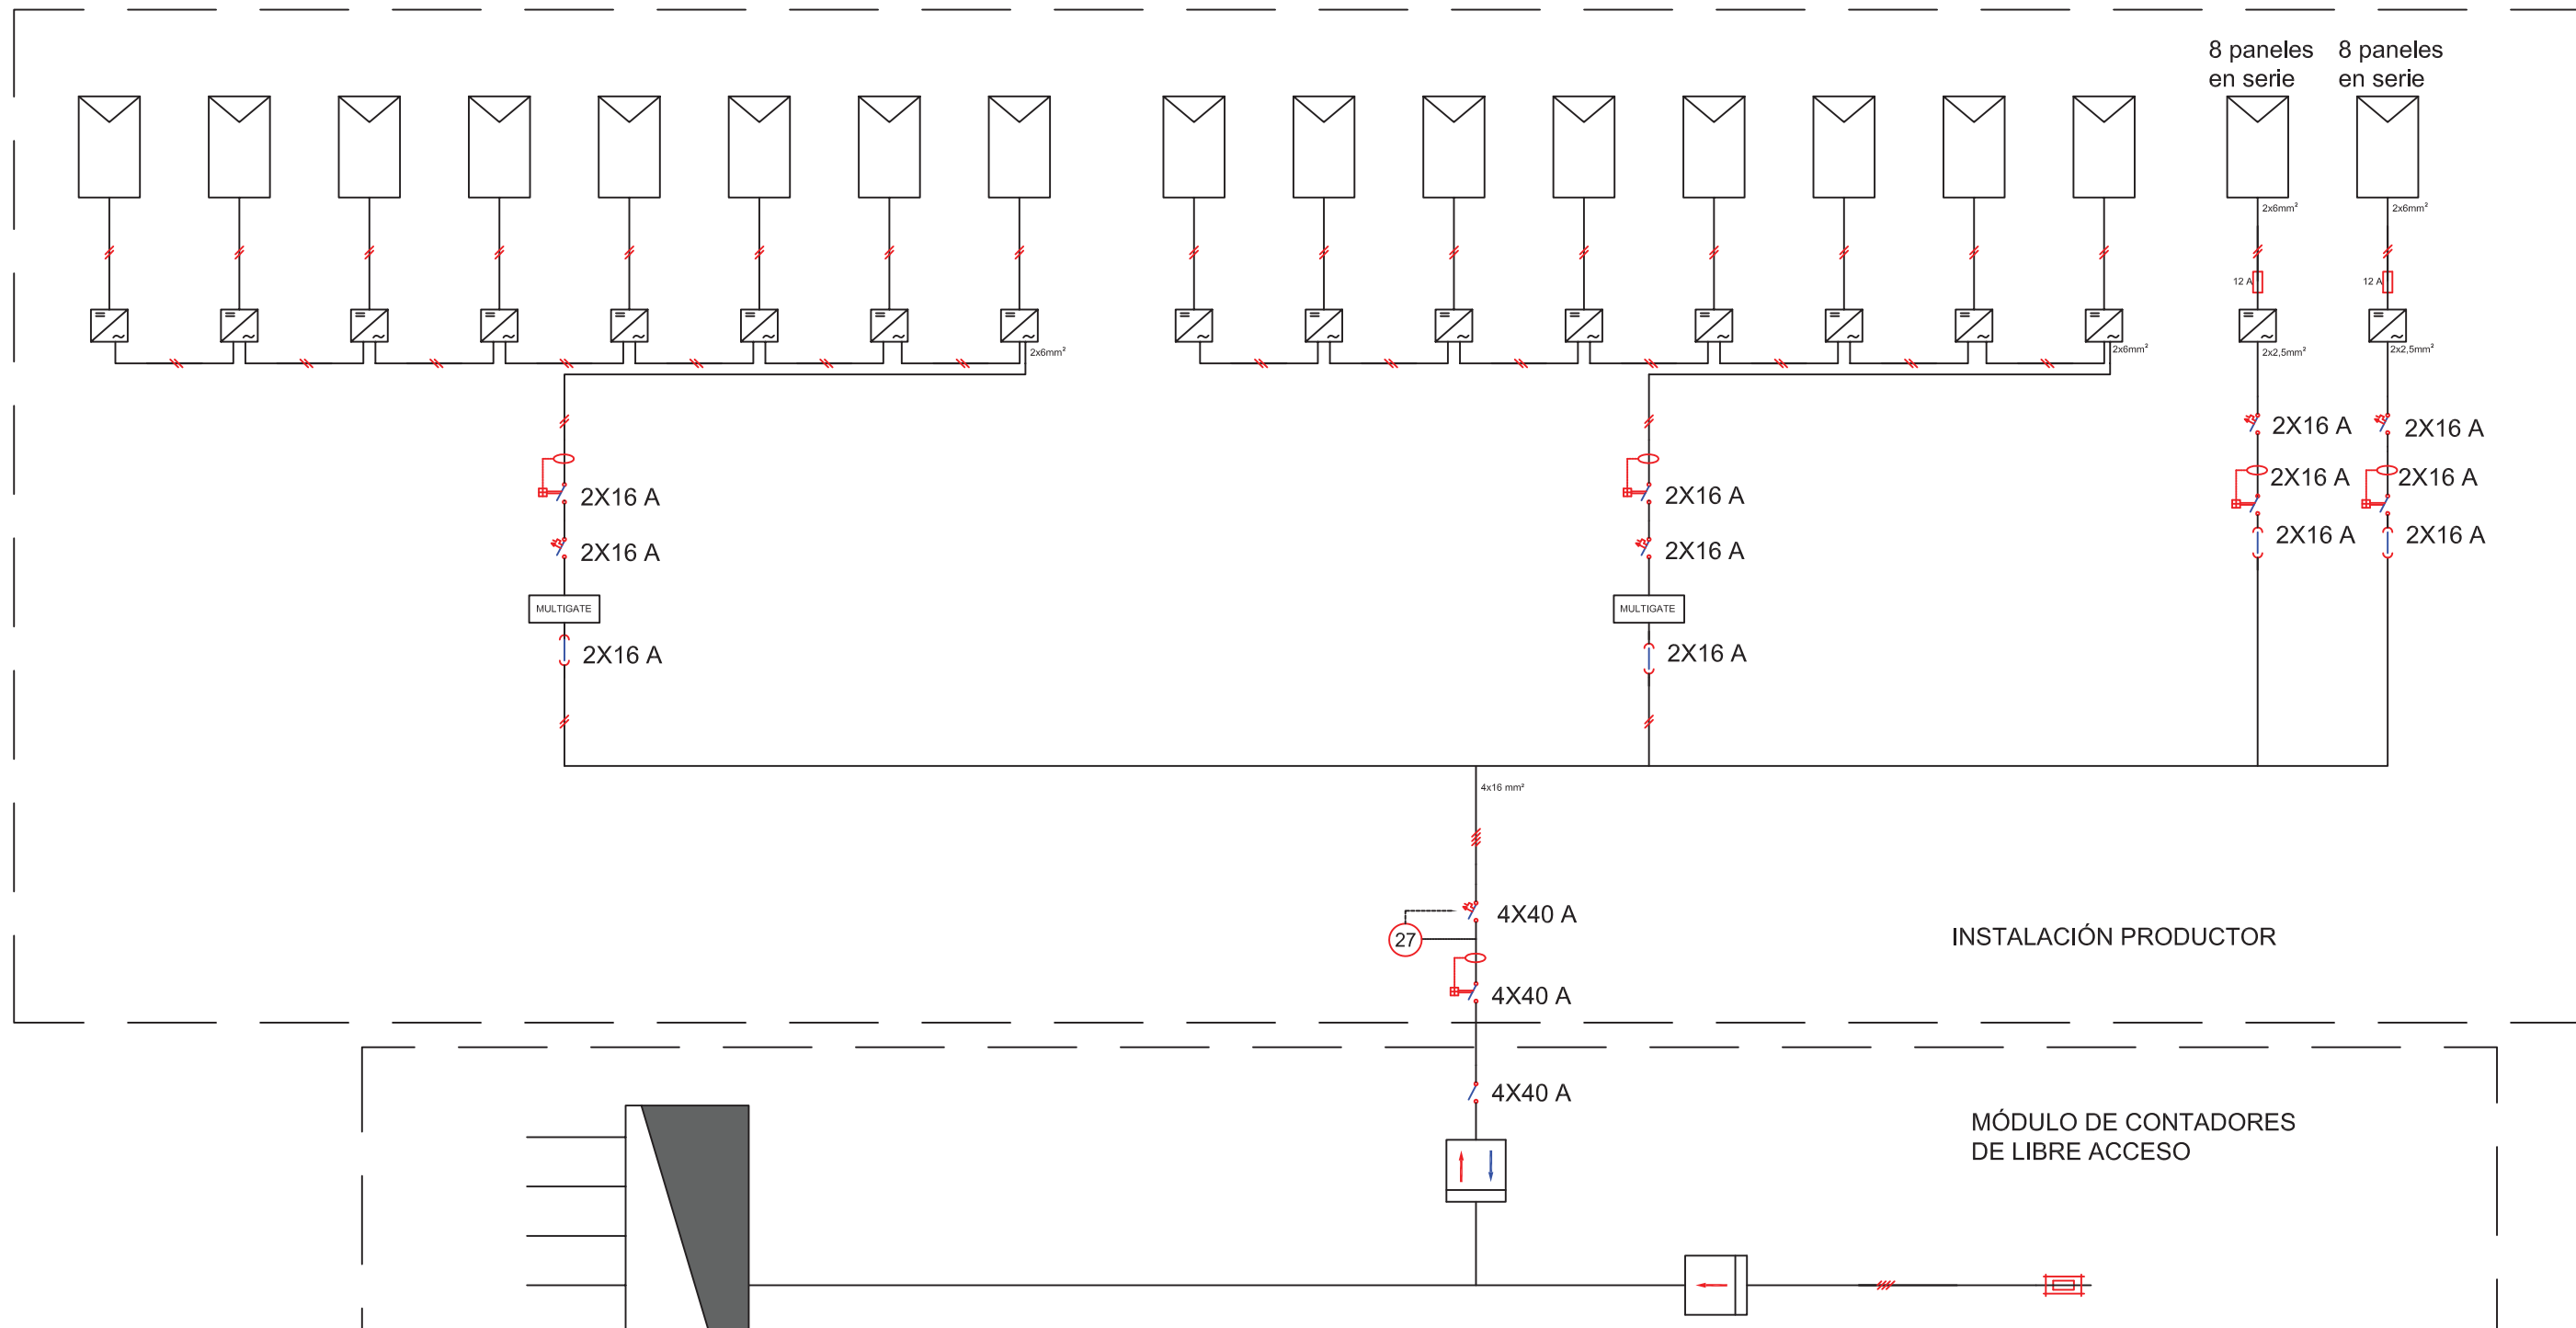 8 paneles
en serie
8 paneles
en serie
2x6mm²
2x6mm²
12 A
12 A
2x6mm²
2x6mm²
2x2,5mm²
2x2,5mm²
2X16 A
2X16 A
2X16 A
2X16 A
2X16 A
2X16 A
2X16 A
2X16 A
2X16 A
2X16 A
MULTIGATE
MULTIGATE
2X16 A
2X16 A
4x16 mm²
4X40 A
27
INSTALACIÓN PRODUCTOR
4X40 A
4X40 A
MÓDULO DE CONTADORES
DE LIBRE ACCESO